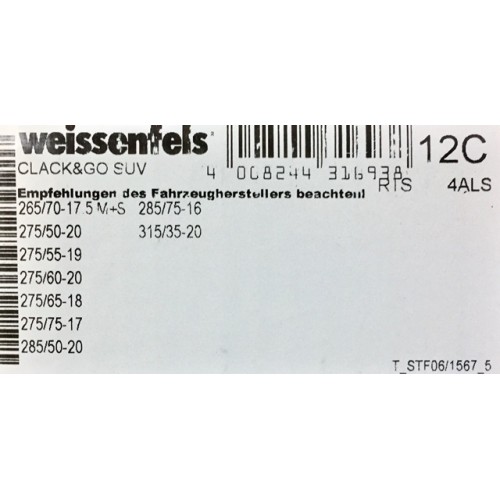 weissenfels®
CLACK&GO SUV
4 008244 316938
12C
RTS 4ALS
Empfehlungen des Fahrzeugherstellers beachten!
265/70-17.5 M+S 285/75-16
275/50-20 315/35-20
275/55-19
275/60-20
275/65-18
275/75-17
285/50-20
T_STF06/1567_5